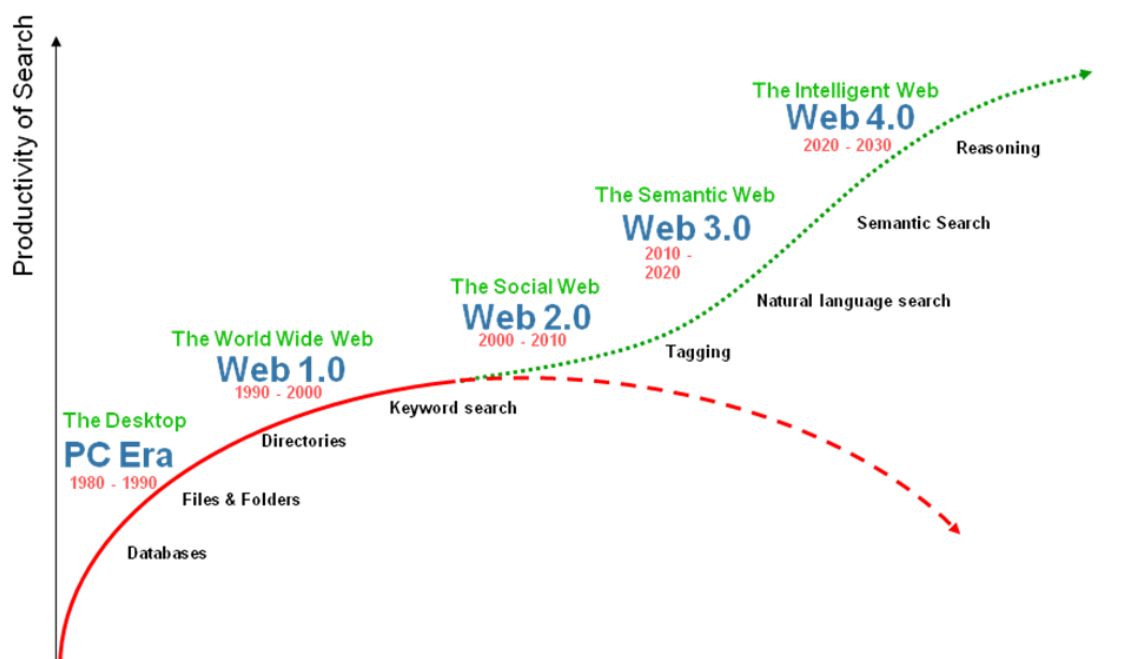 Productivity of Search
The Intelligent Web
Web 4.0
2020 - 2030
Reasoning
The Semantic Web
Web 3.0
2010 -
2020
Semantic Search
The Social Web
Web 2.0
2000 - 2010
Natural language search
The World Wide Web
Web 1.0
1990 - 2000
Tagging
Keyword search
The Desktop
PC Era
1980 - 1990
Directories
Files & Folders
Databases